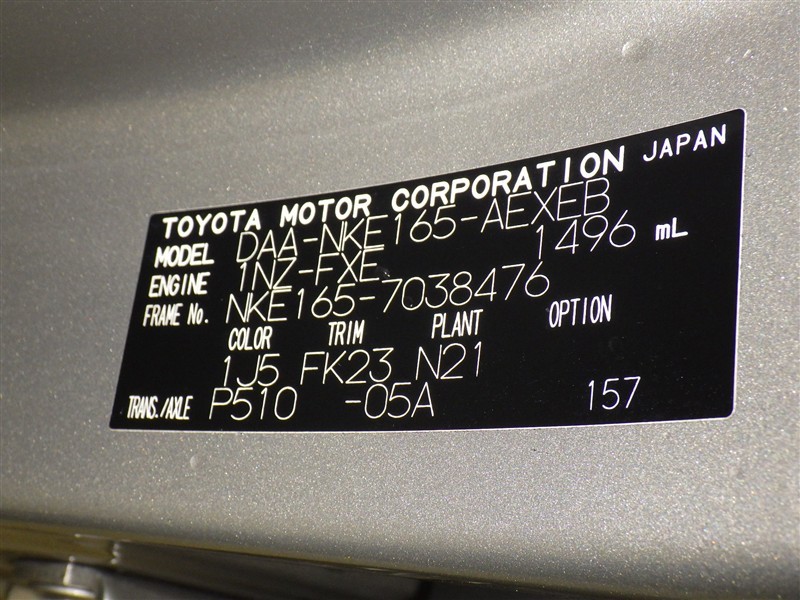 TOYOTA MOTOR CORPORATION JAPAN
MODEL DAA-NKE165-AEXEB
ENGINE 1NZ-FXE 1496 mL
FRAME No. NKE165-7038476
COLOR TRIM PLANT OPTION
1J5 FK23 N21
TRANS./AXLE P510 -05A 157